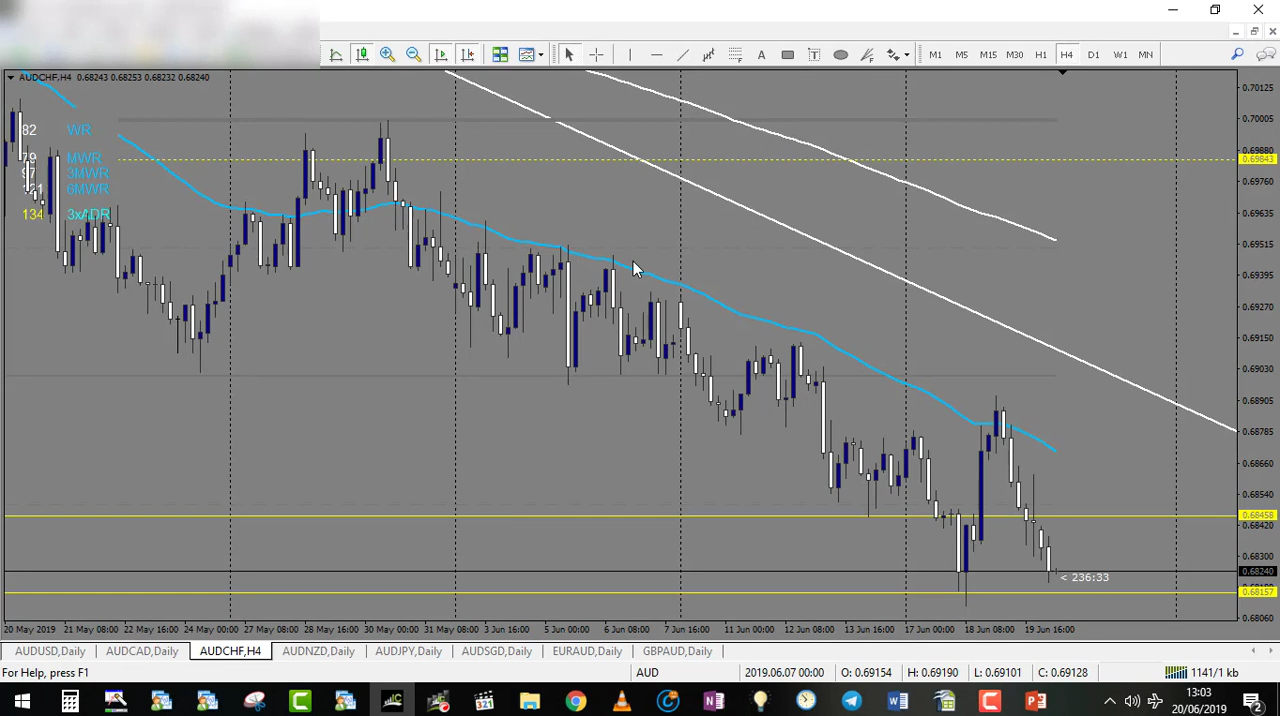 M1 M5 M15 M30 H1 H4 D1 W1 MN
AUDCHF,H4 0.68243 0.68253 0.68232 0.68240
82 WR
79 MWR
97 3MWR
121 6MWR
134 3xADR
0.70125
0.70005
0.69880
0.69843
0.69760
0.69635
0.69515
0.69395
0.69270
0.69150
0.69030
0.68905
0.68785
0.68660
0.68540
0.68458
0.68420
0.68300
0.68240
< 236:33
0.68157
0.68060
20 May 2019 21 May 08:00 22 May 16:00 24 May 00:00 27 May 08:00 28 May 16:00 30 May 00:00 31 May 08:00 3 Jun 16:00 5 Jun 00:00 6 Jun 08:00 7 Jun 16:00 11 Jun 00:00 12 Jun 08:00 13 Jun 16:00 17 Jun 00:00 18 Jun 08:00 19 Jun 16:00
AUDUSD,Daily AUDCAD,Daily AUDCHF,H4 AUDNZD,Daily AUDJPY,Daily AUDSGD,Daily EURAUD,Daily GBPAUD,Daily
For Help, press F1 AUD 2019.06.07 00:00 O: 0.69154 H: 0.69190 L: 0.69101 C: 0.69128 1141/1 kb
13:03
20/06/2019
2